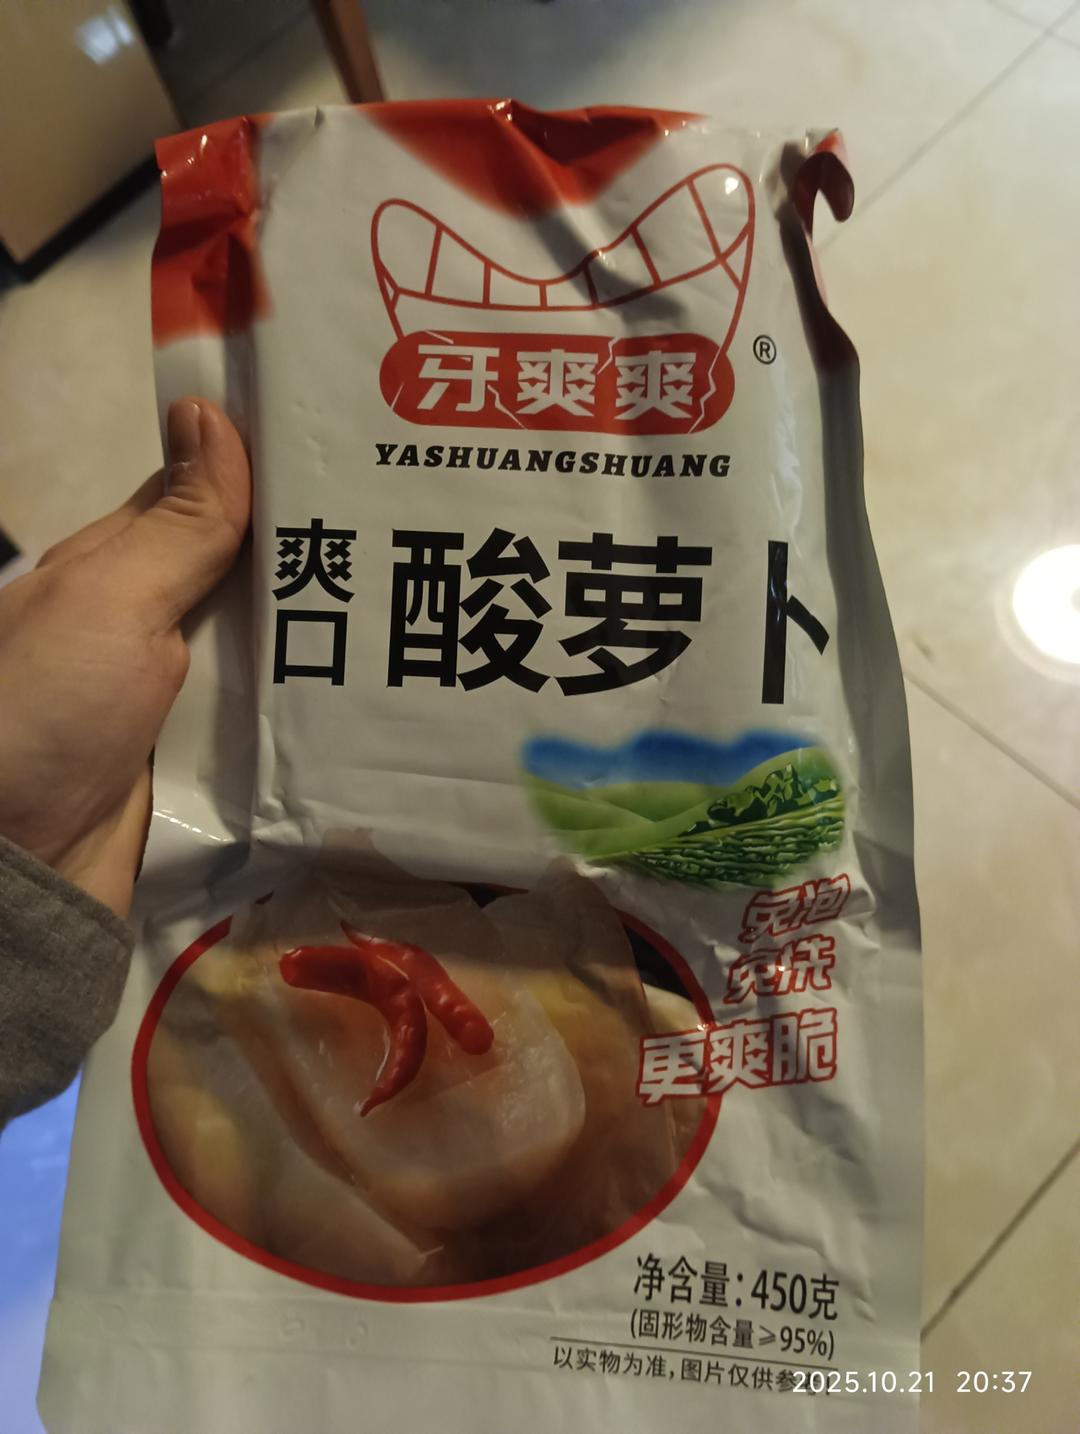 牙爽爽
®
YASHUANGSHUANG
爽口
酸萝卜
免泡
免洗
更爽脆
净含量：450克
(固形物含量≥95%)
以实物为准，图片仅供参
2025.10.21 20:37